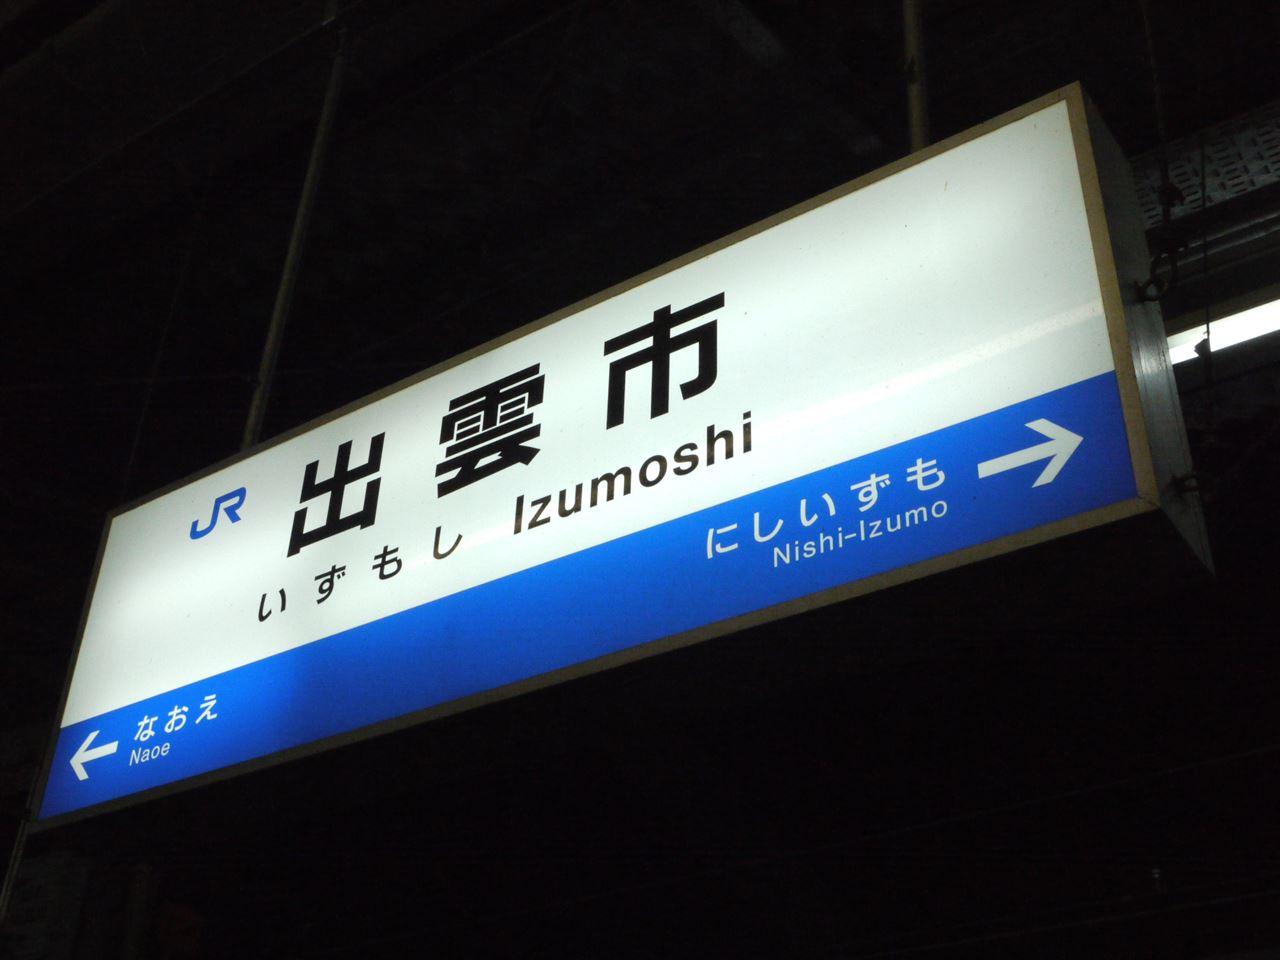 JR 出雲市
いずもし Izumoshi
にしいずも →
Nishi-Izumo
← なおえ
Naoe